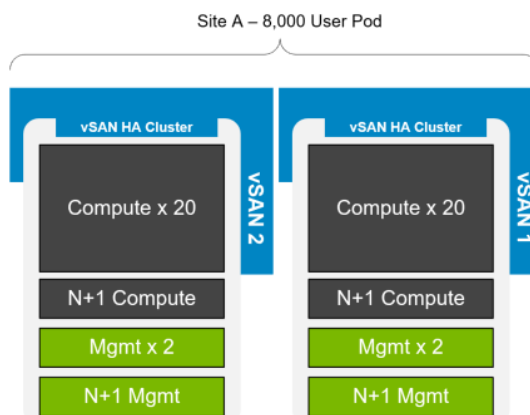 Site A – 8,000 User Pod
vSAN HA Cluster
Compute x 20
N+1 Compute
Mgmt x 2
N+1 Mgmt
vSAN 2
vSAN HA Cluster
Compute x 20
N+1 Compute
Mgmt x 2
N+1 Mgmt
vSAN 1